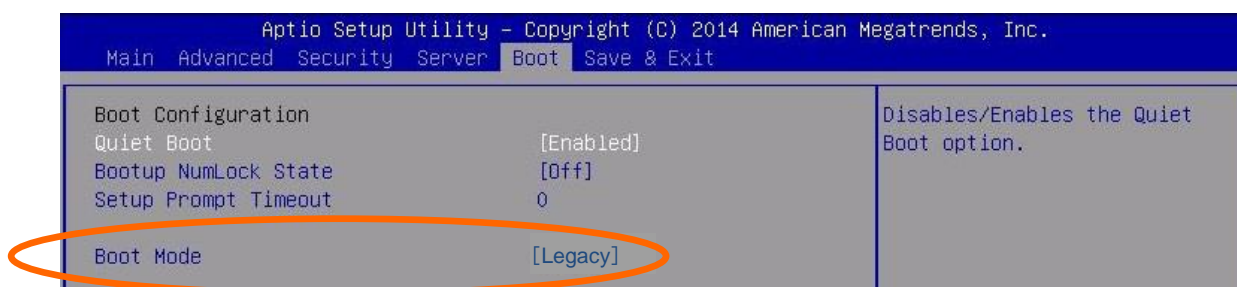 Aptio Setup Utility – Copyright (C) 2014 American Megatrends, Inc.
Main Advanced Security Server Boot Save & Exit
Boot Configuration
Quiet Boot [Enabled]
Bootup NumLock State [Off]
Setup Prompt Timeout 0
Boot Mode [Legacy]
Disables/Enables the Quiet
Boot option.